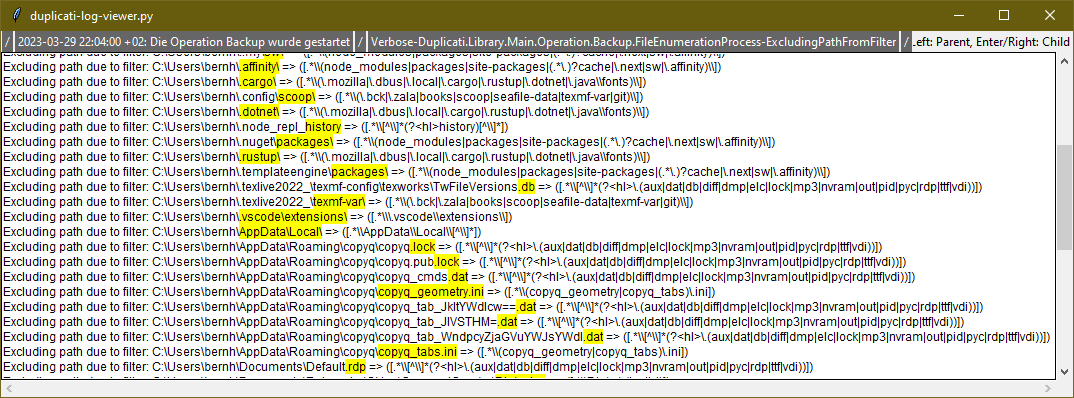 duplicati-log-viewer.py
/ 2023-03-29 22:04:00 +02: Die Operation Backup wurde gestartet / Verbose-Duplicati.Library.Main.Operation.Backup.FileEnumerationProcess-ExcludingPathFromFilter / Left: Parent, Enter/Right: Child
Excluding path due to filter: C:\Users\bernh\.affinity\ => ([.*\\(node_modules|packages|site-packages|(.*\.)?cache|\.next|sw|\.affinity)\\])
Excluding path due to filter: C:\Users\bernh\.cargo\ => ([.*\\(\.mozilla|\.dbus|\.local|\.cargo|\.rustup|\.dotnet|\.java\\fonts)\\])
Excluding path due to filter: C:\Users\bernh\.config\scoop\ => ([.*\\(\.bck|\.zala|books|scoop|seafile-data|texmf-var|git)\\])
Excluding path due to filter: C:\Users\bernh\.dotnet\ => ([.*\\(\.mozilla|\.dbus|\.local|\.cargo|\.rustup|\.dotnet|\.java\\fonts)\\])
Excluding path due to filter: C:\Users\bernh\.node_repl_history => ([.*\\[^\\]*(?<hl>history)[^\\]*])
Excluding path due to filter: C:\Users\bernh\.nuget\packages\ => ([.*\\(node_modules|packages|site-packages|(.*\.)?cache|\.next|sw|\.affinity)\\])
Excluding path due to filter: C:\Users\bernh\.rustup\ => ([.*\\(\.mozilla|\.dbus|\.local|\.cargo|\.rustup|\.dotnet|\.java\\fonts)\\])
Excluding path due to filter: C:\Users\bernh\.templateengine\packages\ => ([.*\\(node_modules|packages|site-packages|(.*\.)?cache|\.next|sw|\.affinity)\\])
Excluding path due to filter: C:\Users\bernh\.texlive2022_\texmf-config\texworks\TwFileVersions.db => ([.*\\[^\\]*(?<hl>\.(aux|dat|db|diff|dmp|elc|lock|mp3|nvram|out|pid|pyc|rdp|ttf|vdi))])
Excluding path due to filter: C:\Users\bernh\.texlive2022_\texmf-var\ => ([.*\\(\.bck|\.zala|books|scoop|seafile-data|texmf-var|git)\\])
Excluding path due to filter: C:\Users\bernh\.vscode\extensions\ => ([.*\\\.vscode\\extensions\\])
Excluding path due to filter: C:\Users\bernh\AppData\Local\ => ([.*\\AppData\\Local\\[^\\]*])
Excluding path due to filter: C:\Users\bernh\AppData\Roaming\copyq\copyq.lock => ([.*\\[^\\]*(?<hl>\.(aux|dat|db|diff|dmp|elc|lock|mp3|nvram|out|pid|pyc|rdp|ttf|vdi))])
Excluding path due to filter: C:\Users\bernh\AppData\Roaming\copyq\copyq.pub.lock => ([.*\\[^\\]*(?<hl>\.(aux|dat|db|diff|dmp|elc|lock|mp3|nvram|out|pid|pyc|rdp|ttf|vdi))])
Excluding path due to filter: C:\Users\bernh\AppData\Roaming\copyq\copyq_cmds.dat => ([.*\\[^\\]*(?<hl>\.(aux|dat|db|diff|dmp|elc|lock|mp3|nvram|out|pid|pyc|rdp|ttf|vdi))])
Excluding path due to filter: C:\Users\bernh\AppData\Roaming\copyq\copyq_geometry.ini => ([.*\\(copyq_geometry|copyq_tabs)\.ini])
Excluding path due to filter: C:\Users\bernh\AppData\Roaming\copyq\copyq_tab_JkltYWdlcw==.dat => ([.*\\[^\\]*(?<hl>\.(aux|dat|db|diff|dmp|elc|lock|mp3|nvram|out|pid|pyc|rdp|ttf|vdi))])
Excluding path due to filter: C:\Users\bernh\AppData\Roaming\copyq\copyq_tab_JlVSTHM=.dat => ([.*\\[^\\]*(?<hl>\.(aux|dat|db|diff|dmp|elc|lock|mp3|nvram|out|pid|pyc|rdp|ttf|vdi))])
Excluding path due to filter: C:\Users\bernh\AppData\Roaming\copyq\copyq_tab_WndpcyZjaGVuYWJsYWdl.dat => ([.*\\[^\\]*(?<hl>\.(aux|dat|db|diff|dmp|elc|lock|mp3|nvram|out|pid|pyc|rdp|ttf|vdi))])
Excluding path due to filter: C:\Users\bernh\AppData\Roaming\copyq\copyq_tabs.ini => ([.*\\(copyq_geometry|copyq_tabs)\.ini])
Excluding path due to filter: C:\Users\bernh\Documents\Default.rdp => ([.*\\[^\\]*(?<hl>\.(aux|dat|db|diff|dmp|elc|lock|mp3|nvram|out|pid|pyc|rdp|ttf|vdi))])